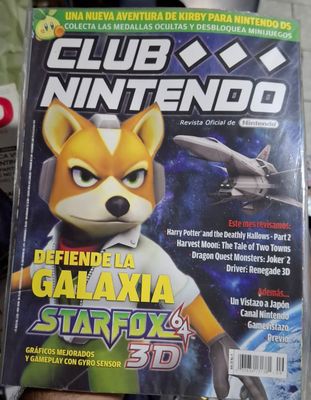 UNA NUEVA AVENTURA DE KIRBY PARA NINTENDO DS
COLECTA LAS MEDALLAS OCULTAS Y DESBLOQUEA MINIJUEGOS
CLUB
NINTENDO
Revista Oficial de Nintendo
Este mes revisamos:
Harry Potter and the Deathly Hallows - Part 2
Harvest Moon: The Tale of Two Towns
Dragon Quest Monsters: Joker 2
Driver: Renegade 3D
DEFIENDE LA
GALAXIA
STARFOX 64
3D
GRÁFICOS MEJORADOS
Y GAMEPLAY CON GYRO SENSOR
Además...
Un Vistazo a Japón
Canal Nintendo
Gamevistazo
Previo